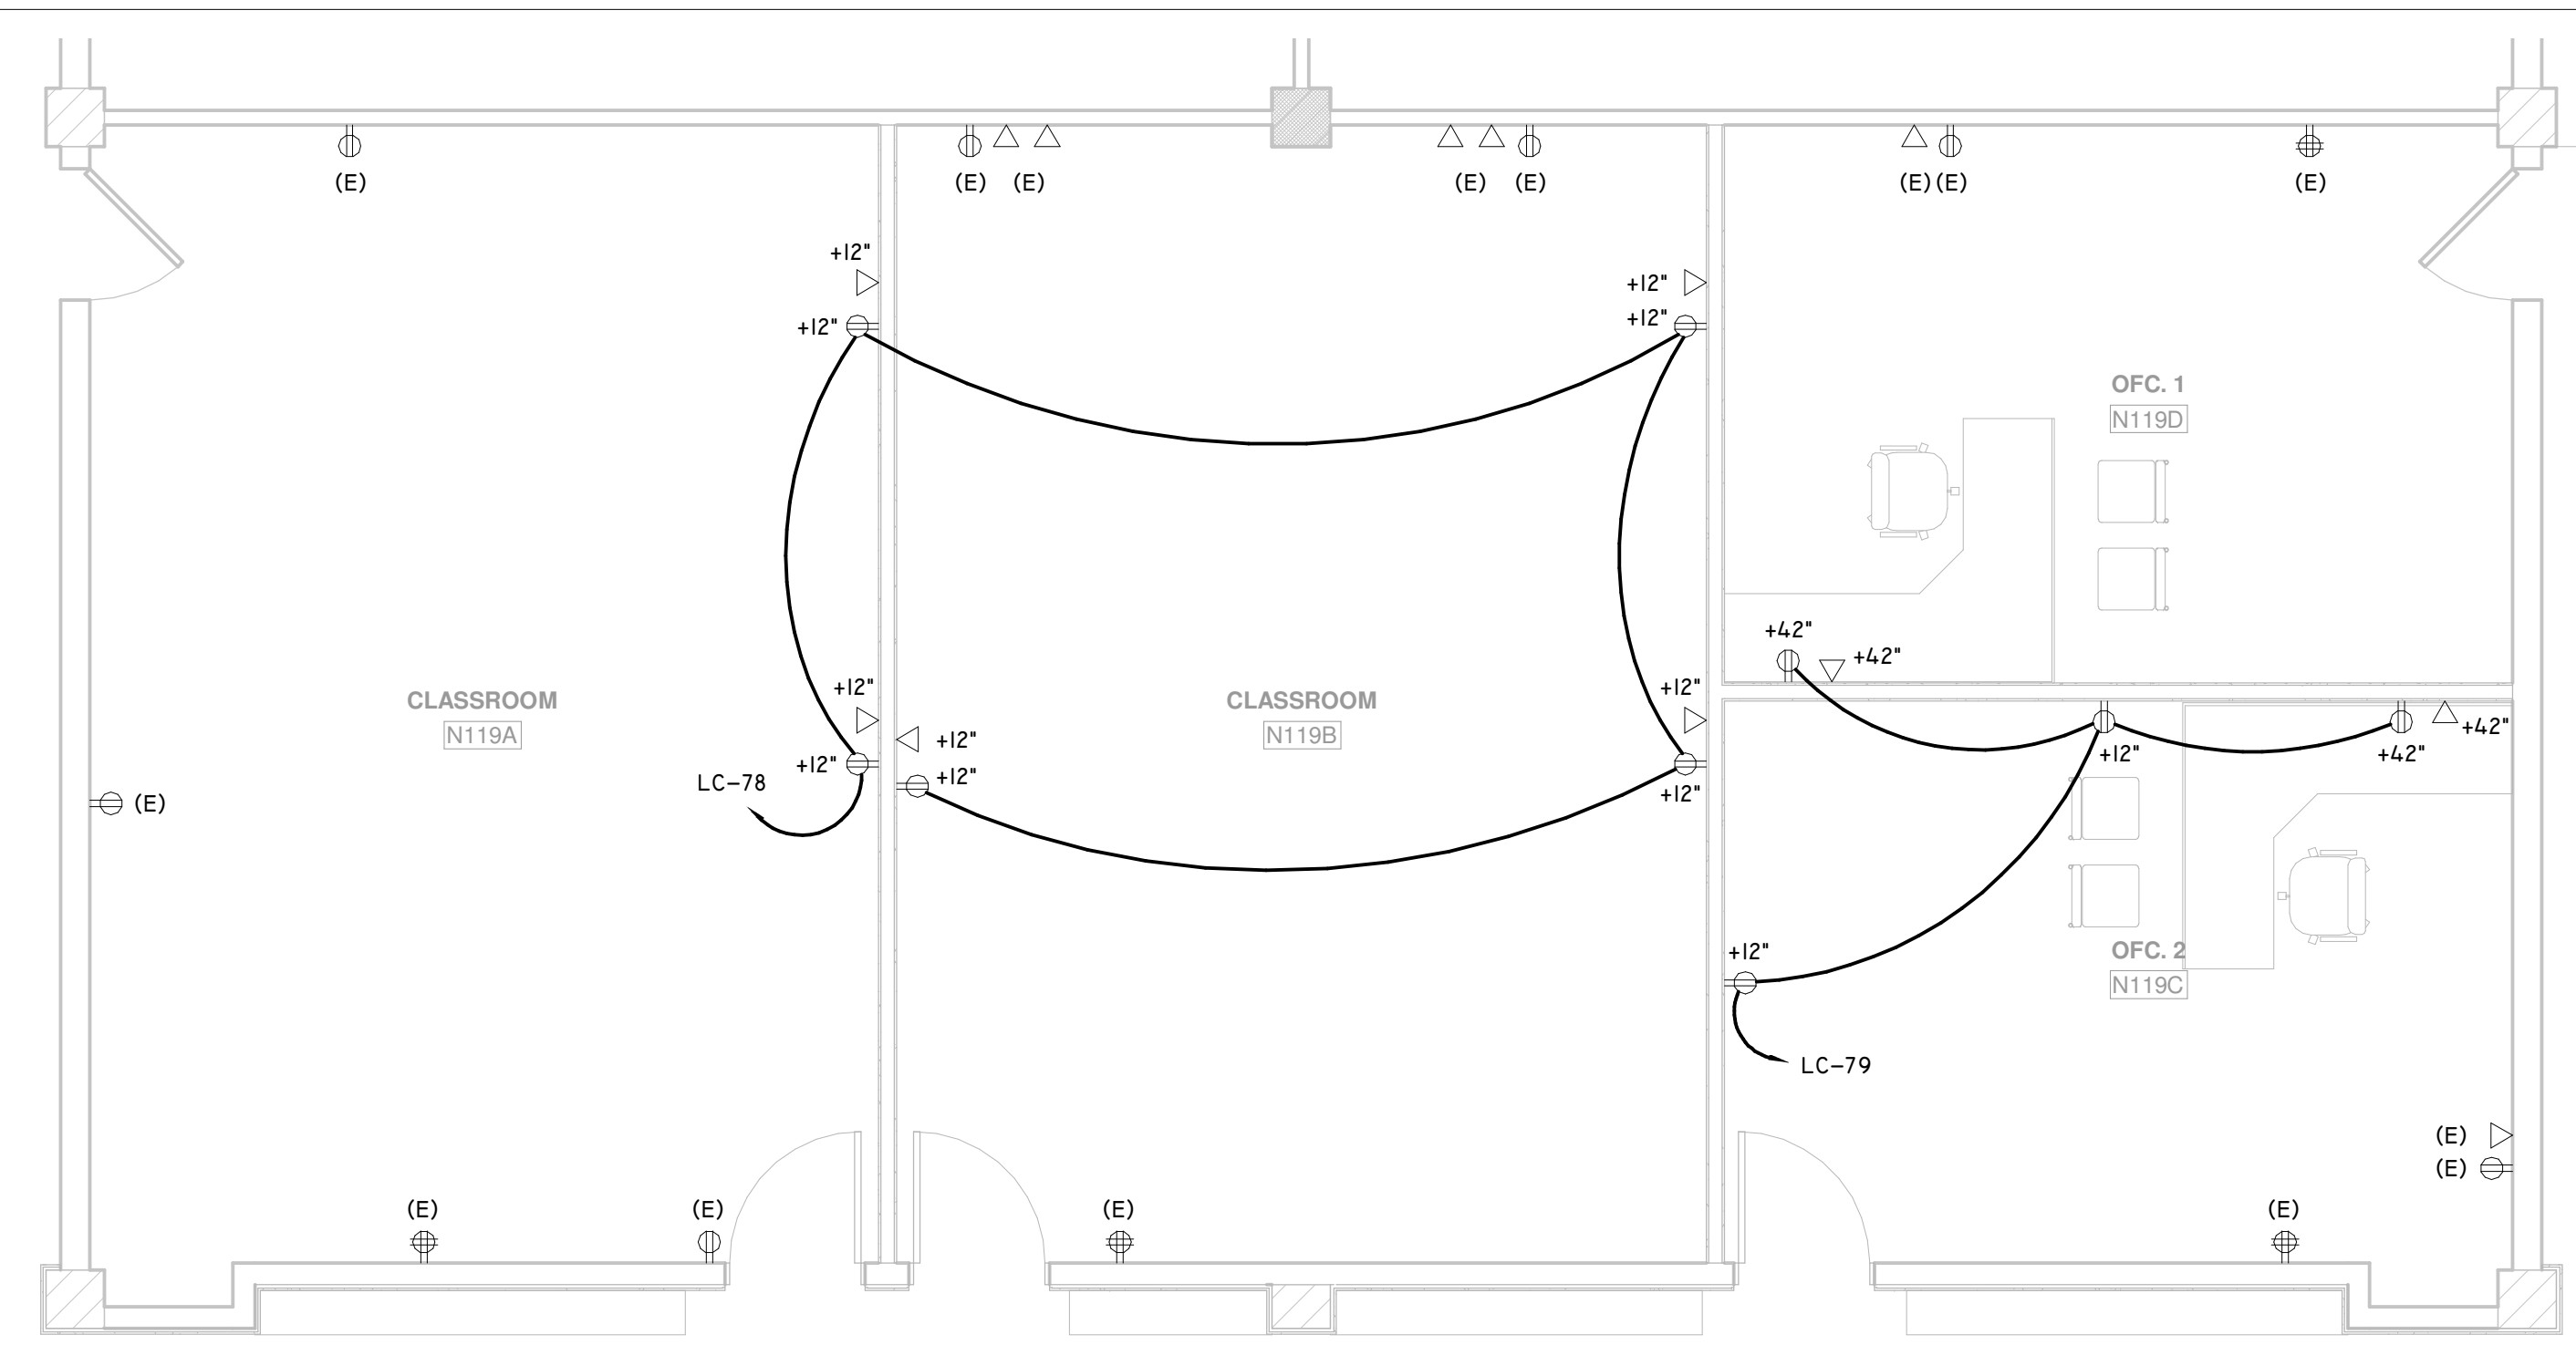 (E)
(E) (E)
(E) (E)
(E) (E)
(E)
+12"
+12"
+12"
+12"
+12"
OFC. 1
N119D
+42"
+42"
CLASSROOM
N119A
+12"
+12"
LC-78
CLASSROOM
N119B
+12"
+12"
+12"
+12"
+12"
+42"
+42"
(E)
+12"
OFC. 2
N119C
LC-79
(E)
(E)
(E)
(E)
(E)
(E)